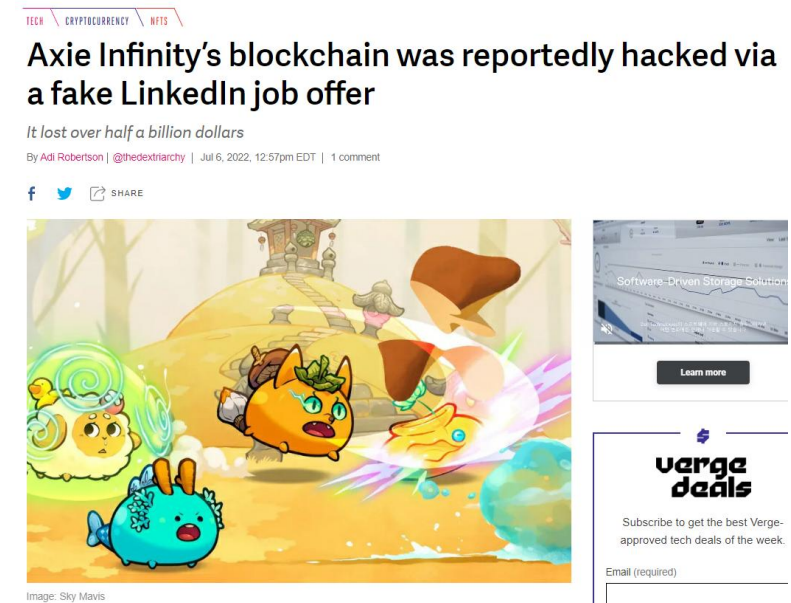 TECH \ CRYPTOCURRENCY \ NFTS \
Axie Infinity’s blockchain was reportedly hacked via
a fake LinkedIn job offer
It lost over half a billion dollars
By Adi Robertson | @thedextriarchy | Jul 6, 2022, 12:57pm EDT | 1 comment
SHARE
Software-Driven Storage Solutions
Learn more
verge
deals
Subscribe to get the best Verge-
approved tech deals of the week.
Email (required)
Image: Sky Mavis